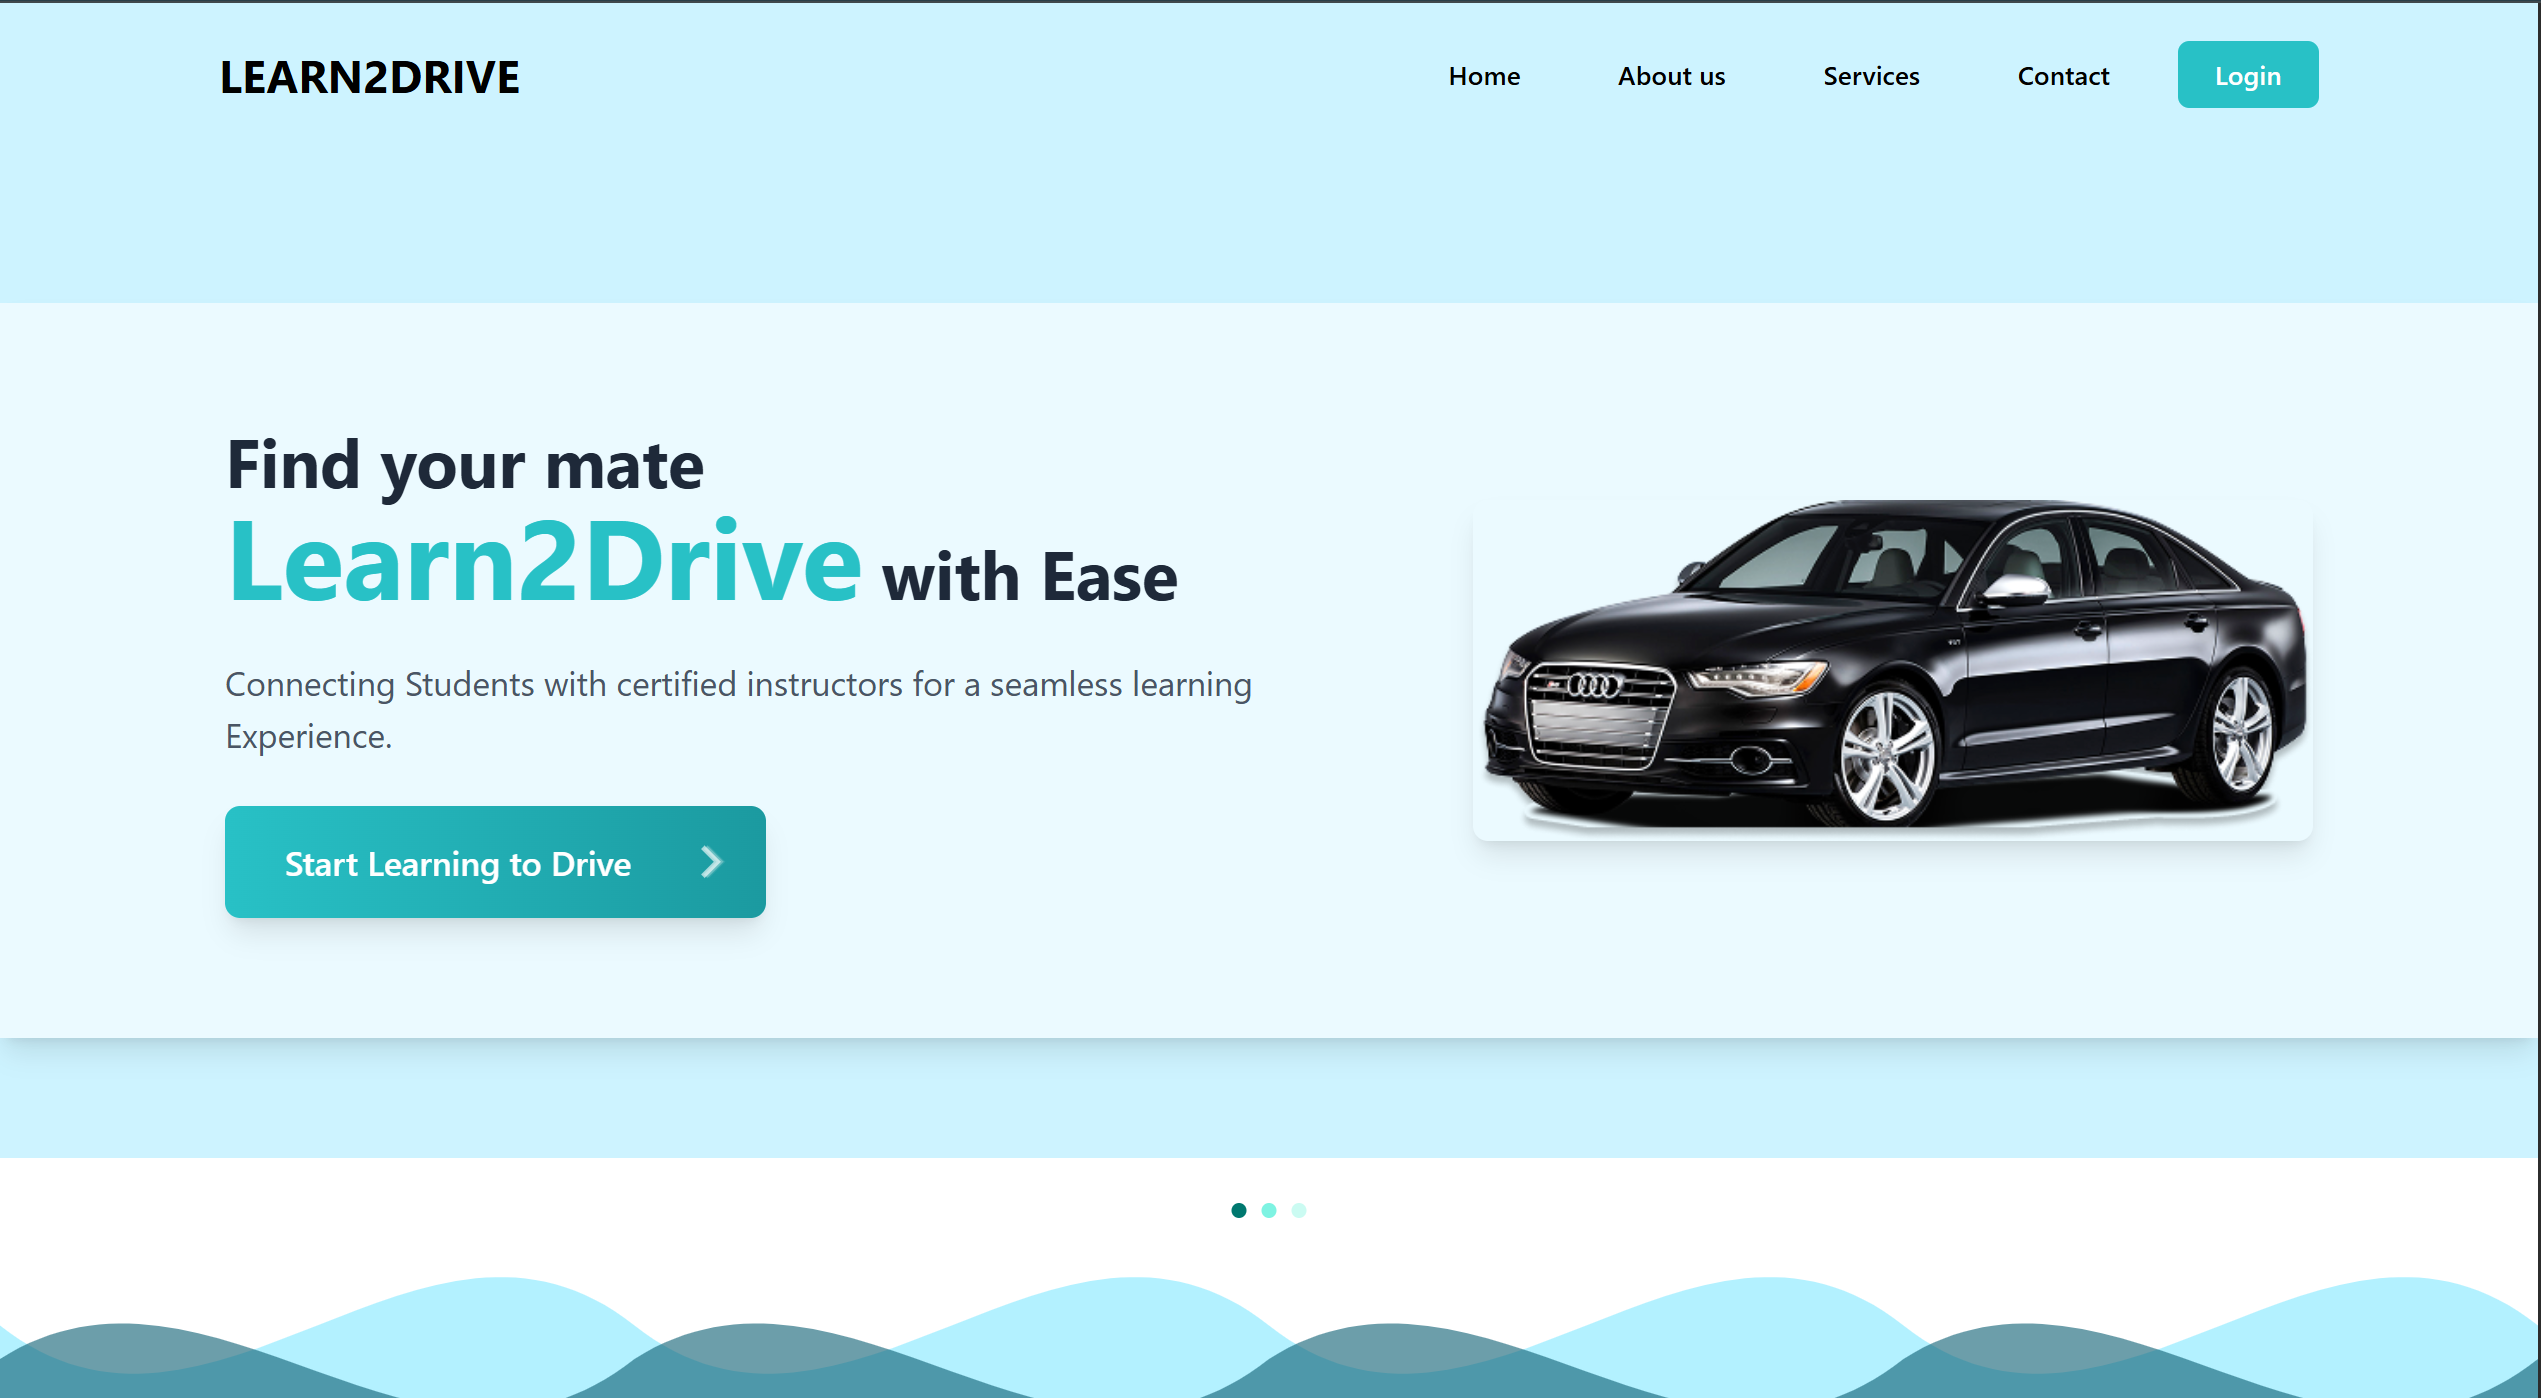 LEARN2DRIVE
Home
About us
Services
Contact
Login
Find your mate
Learn2Drive with Ease
Connecting Students with certified instructors for a seamless learning
Experience.
Start Learning to Drive